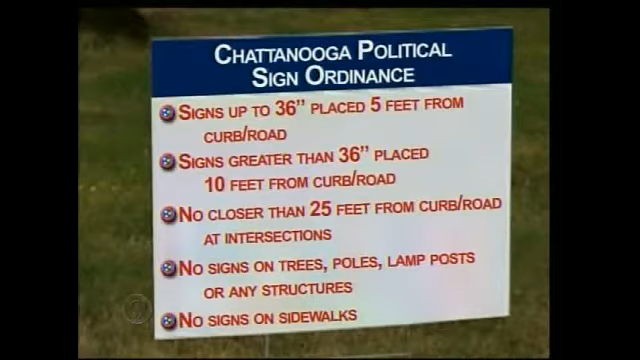 CHATTANOOGA POLITICAL
SIGN ORDINANCE
SIGNS UP TO 36" PLACED 5 FEET FROM
CURB/ROAD
SIGNS GREATER THAN 36" PLACED
10 FEET FROM CURB/ROAD
NO CLOSER THAN 25 FEET FROM CURB/ROAD
AT INTERSECTIONS
NO SIGNS ON TREES, POLES, LAMP POSTS
OR ANY STRUCTURES
NO SIGNS ON SIDEWALKS